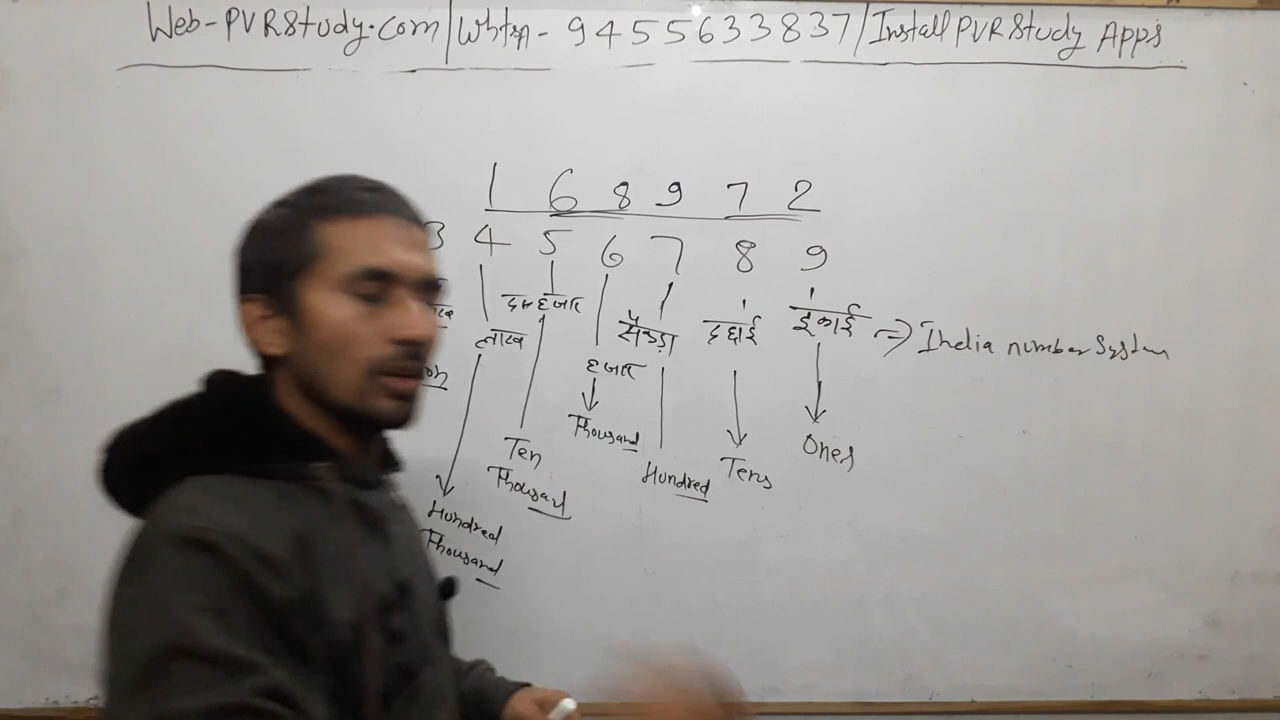 Web-PVRStudy.com/Whtsp-9455633837/Install PVR Study Apps
1 6 8 9 7 2
3 4 5 6 7 8 9
लाख दस हजार हजार सैकड़ा दहाई इकाई => India number System
Hundred Thousand Ten Thousand Thousand Hundred Tens Ones